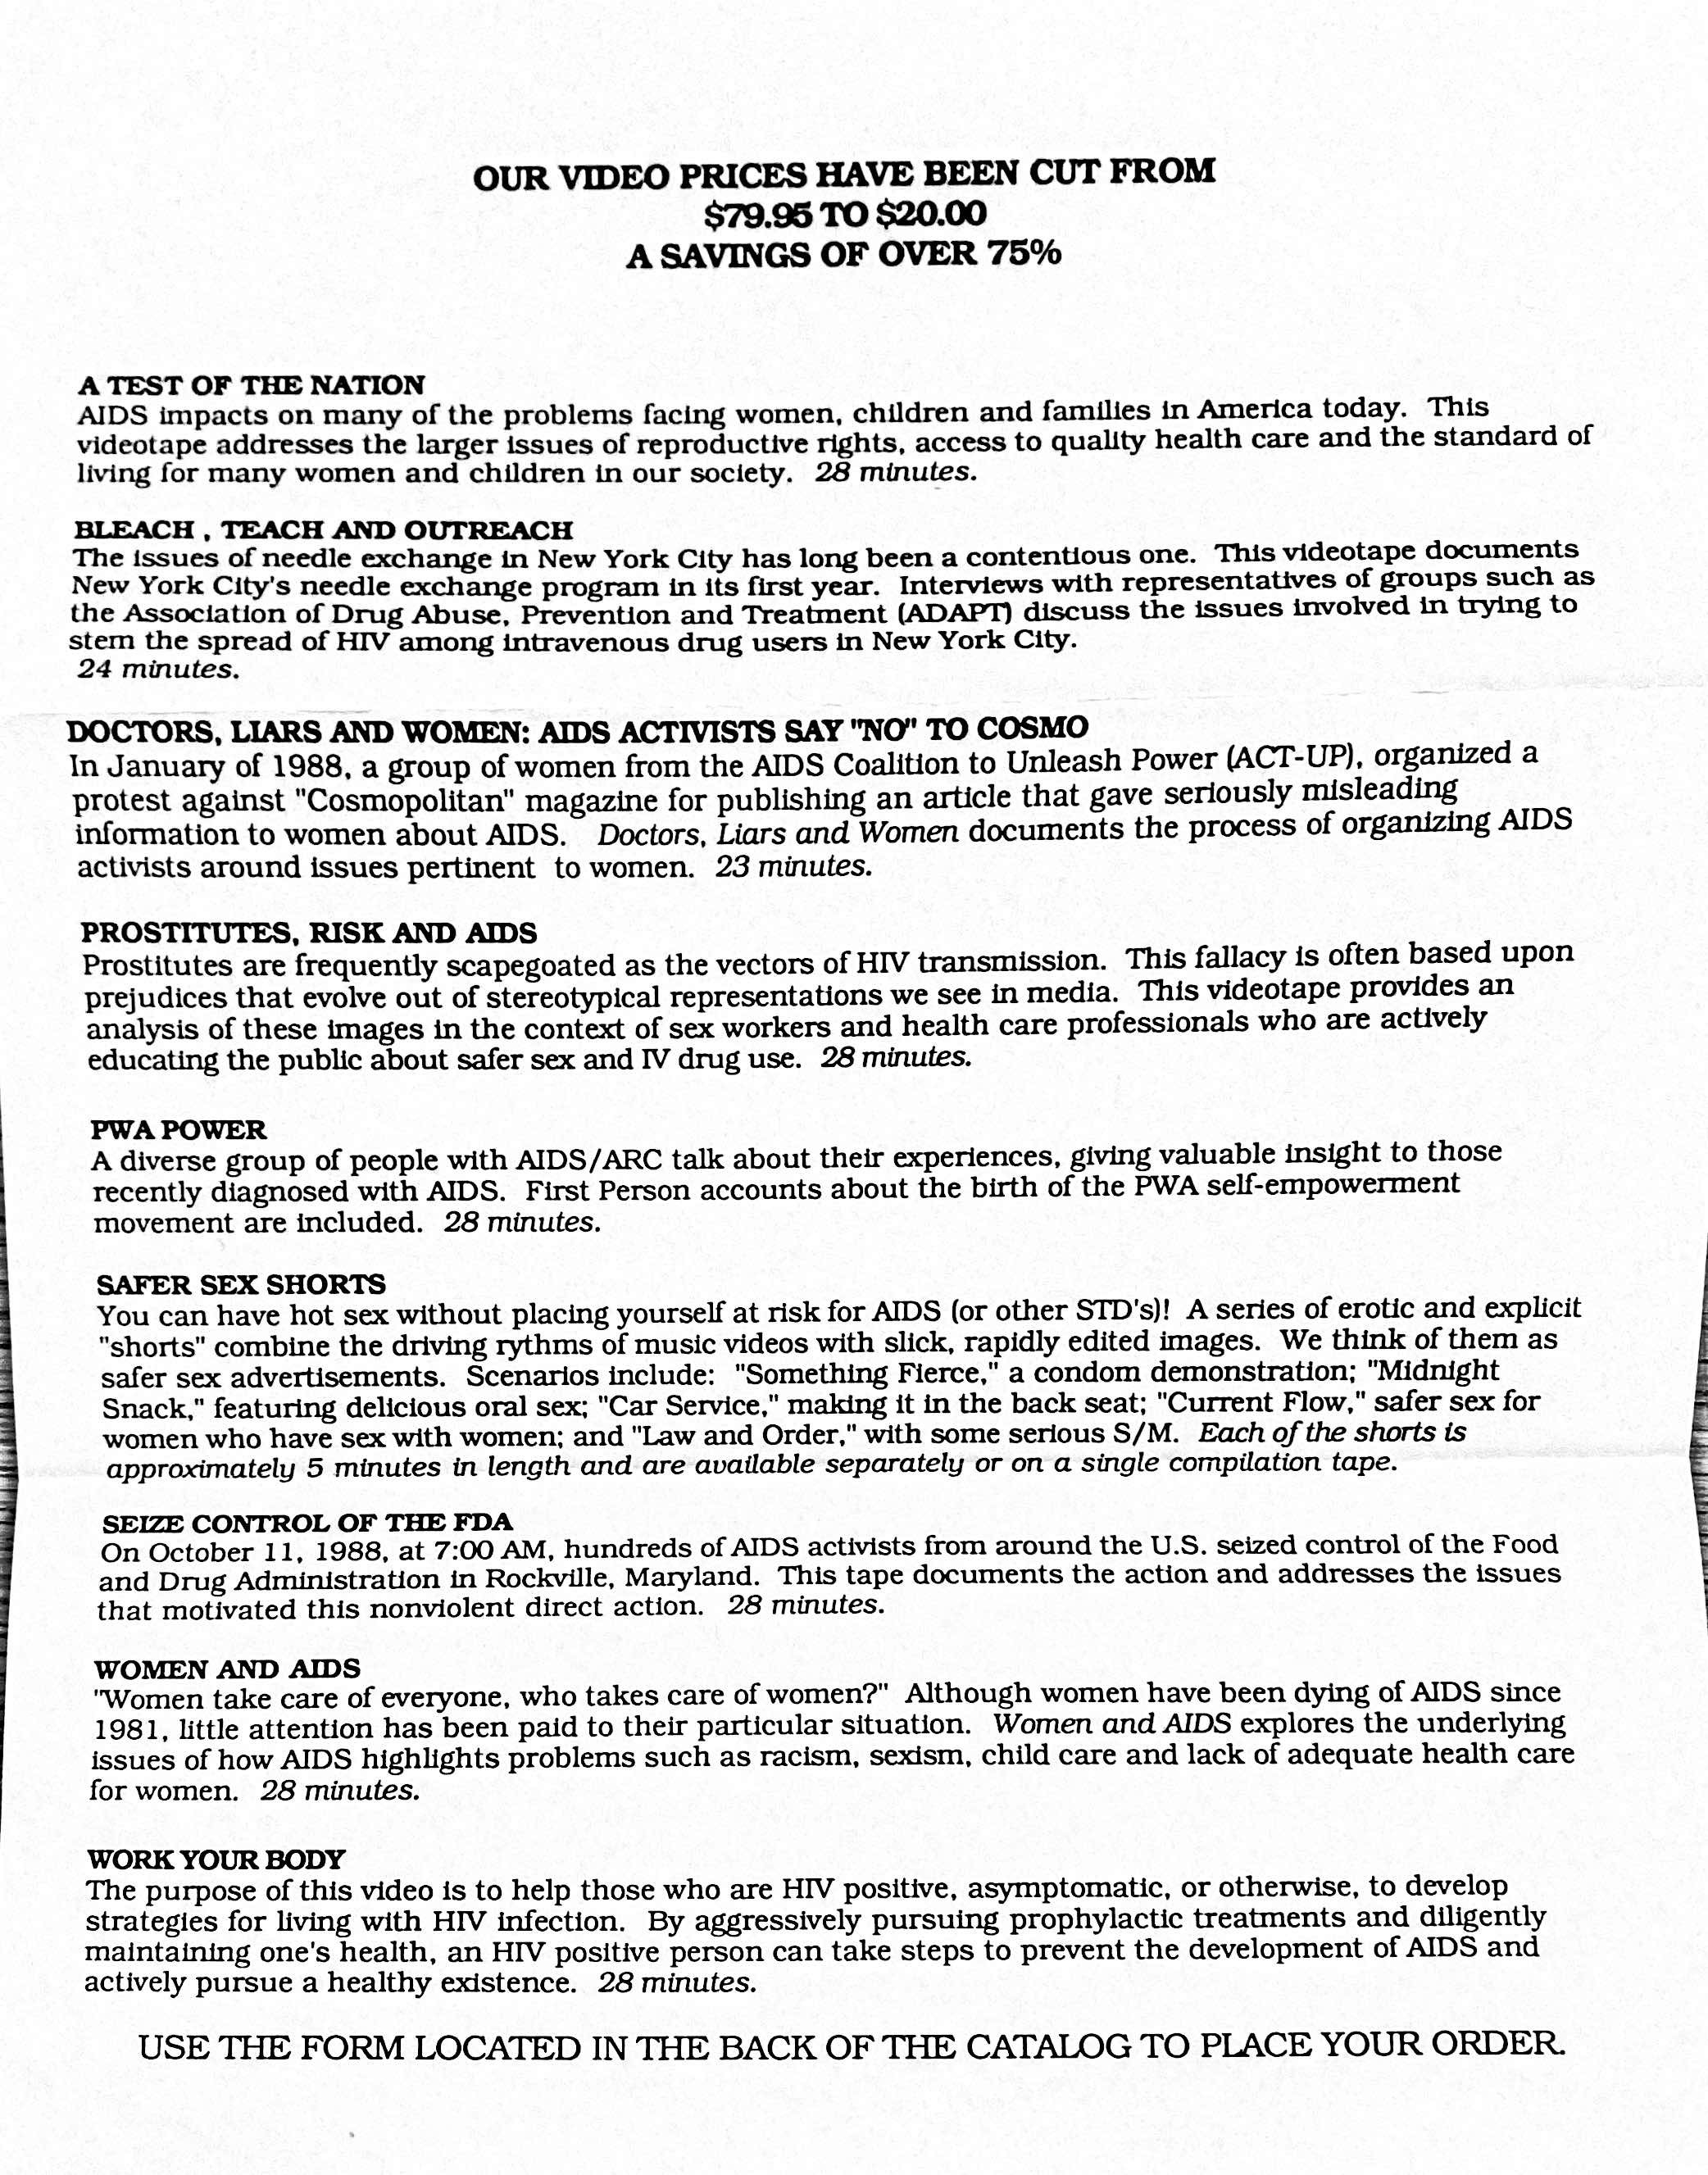 OUR VIDEO PRICES HAVE BEEN CUT FROM
$79.95 TO $20.00
A SAVINGS OF OVER 75%
A TEST OF THE NATION
AIDS impacts on many of the problems facing women, children and families in America today.  This
videotape addresses the larger issues of reproductive rights, access to quality health care and the standard of
living for many women and children in our society.  28 minutes.
BLEACH , TEACH AND OUTREACH
The issues of needle exchange in New York City has long been a contentious one.  This videotape documents
New York City's needle exchange program in its first year.  Interviews with representatives of groups such as
the Association of Drug Abuse, Prevention and Treatment (ADAPT) discuss the issues involved in trying to
stem the spread of HIV among intravenous drug users in New York City.
24 minutes.
DOCTORS, LIARS AND WOMEN: AIDS ACTIVISTS SAY "NO" TO COSMO
In January of 1988, a group of women from the AIDS Coalition to Unleash Power (ACT-UP), organized a
protest against "Cosmopolitan" magazine for publishing an article that gave seriously misleading
information to women about AIDS.  Doctors, Liars and Women documents the process of organizing AIDS
activists around issues pertinent  to women.  23 minutes.
PROSTITUTES, RISK AND AIDS
Prostitutes are frequently scapegoated as the vectors of HIV transmission.  This fallacy is often based upon
prejudices that evolve out of stereotypical representations we see in media.  This videotape provides an
analysis of these images in the context of sex workers and health care professionals who are actively
educating the public about safer sex and IV drug use.  28 minutes.
PWA POWER
A diverse group of people with AIDS/ARC talk about their experiences, giving valuable insight to those
recently diagnosed with AIDS.  First Person accounts about the birth of the PWA self-empowerment
movement are included.  28 minutes.
SAFER SEX SHORTS
You can have hot sex without placing yourself at risk for AIDS (or other STD's)!  A series of erotic and explicit
"shorts" combine the driving rythms of music videos with slick, rapidly edited images.  We think of them as
safer sex advertisements.  Scenarios include:  "Something Fierce," a condom demonstration; "Midnight
Snack," featuring delicious oral sex; "Car Service," making it in the back seat; "Current Flow," safer sex for
women who have sex with women; and "Law and Order," with some serious S/M.  Each of the shorts is
approximately 5 minutes in length and are available separately or on a single compilation tape.
SEIZE CONTROL OF THE FDA
On October 11, 1988, at 7:00 AM, hundreds of AIDS activists from around the U.S. seized control of the Food
and Drug Administration in Rockville, Maryland.  This tape documents the action and addresses the issues
that motivated this nonviolent direct action.  28 minutes.
WOMEN AND AIDS
"Women take care of everyone, who takes care of women?"  Although women have been dying of AIDS since
1981, little attention has been paid to their particular situation.  Women and AIDS explores the underlying
issues of how AIDS highlights problems such as racism, sexism, child care and lack of adequate health care
for women.  28 minutes.
WORK YOUR BODY
The purpose of this video is to help those who are HIV positive, asymptomatic, or otherwise, to develop
strategies for living with HIV infection.  By aggressively pursuing prophylactic treatments and diligently
maintaining one's health, an HIV positive person can take steps to prevent the development of AIDS and
actively pursue a healthy existence.  28 minutes.
USE THE FORM LOCATED IN THE BACK OF THE CATALOG TO PLACE YOUR ORDER.